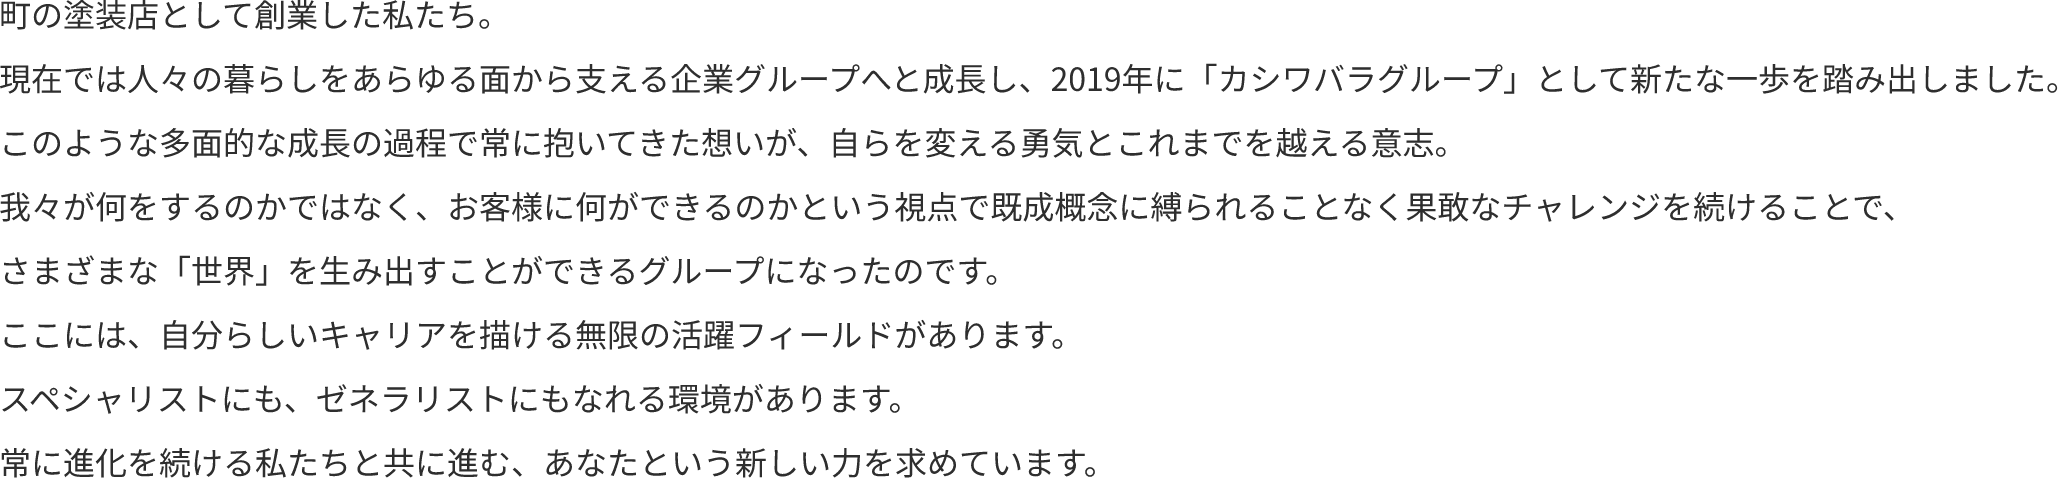 町の塗装店として創業した私たち。
現在では人々の暮らしをあらゆる面から支える企業グループへと成長し、2019年に「カシワバラグループ」として新たな一歩を踏み出しました。
このような多面的な成長の過程で常に抱いてきた想いが、自らを変える勇気とこれまでを越える意志。
我々が何をするのかではなく、お客様に何ができるのかという視点で既成概念に縛られることなく果敢なチャレンジを続けることで、
さまざまな「世界」を生み出すことができるグループになったのです。
ここには、自分らしいキャリアを描ける無限の活躍フィールドがあります。
スペシャリストにも、ゼネラリストにもなれる環境があります。
常に進化を続ける私たちと共に進む、あなたという新しい力を求めています。